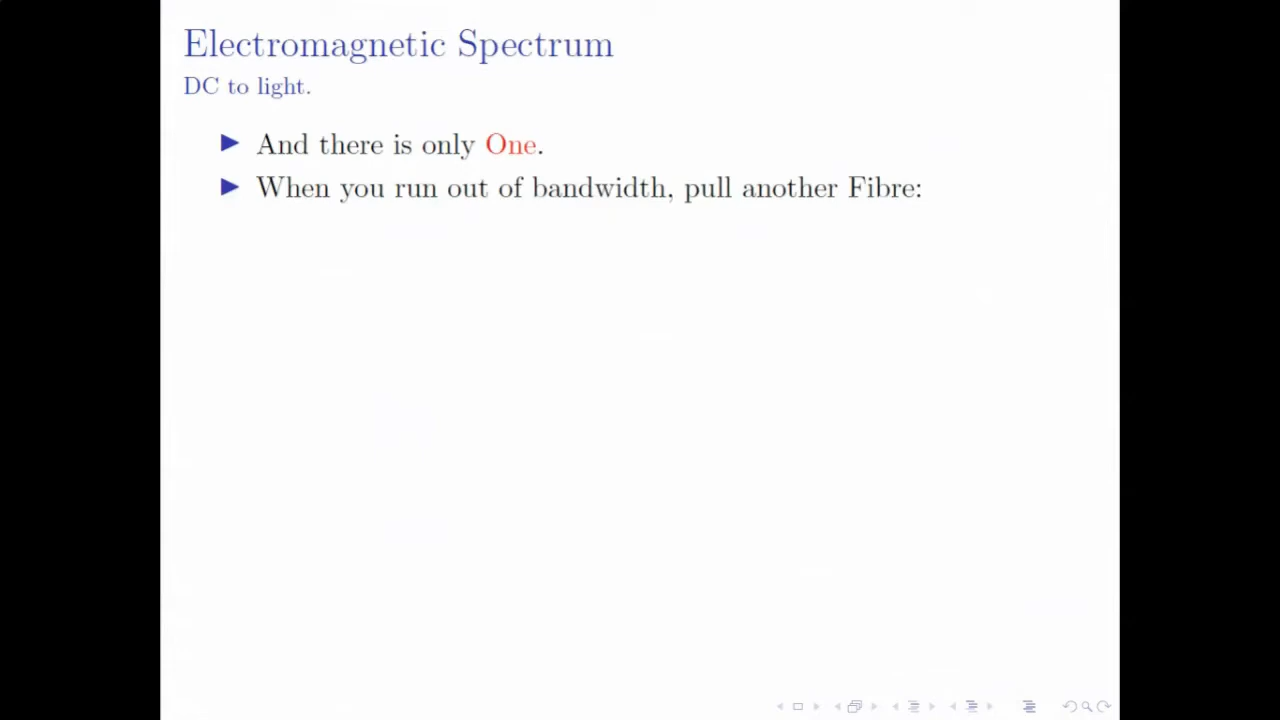 Electromagnetic Spectrum
DC to light.
And there is only One.
When you run out of bandwidth, pull another Fibre: